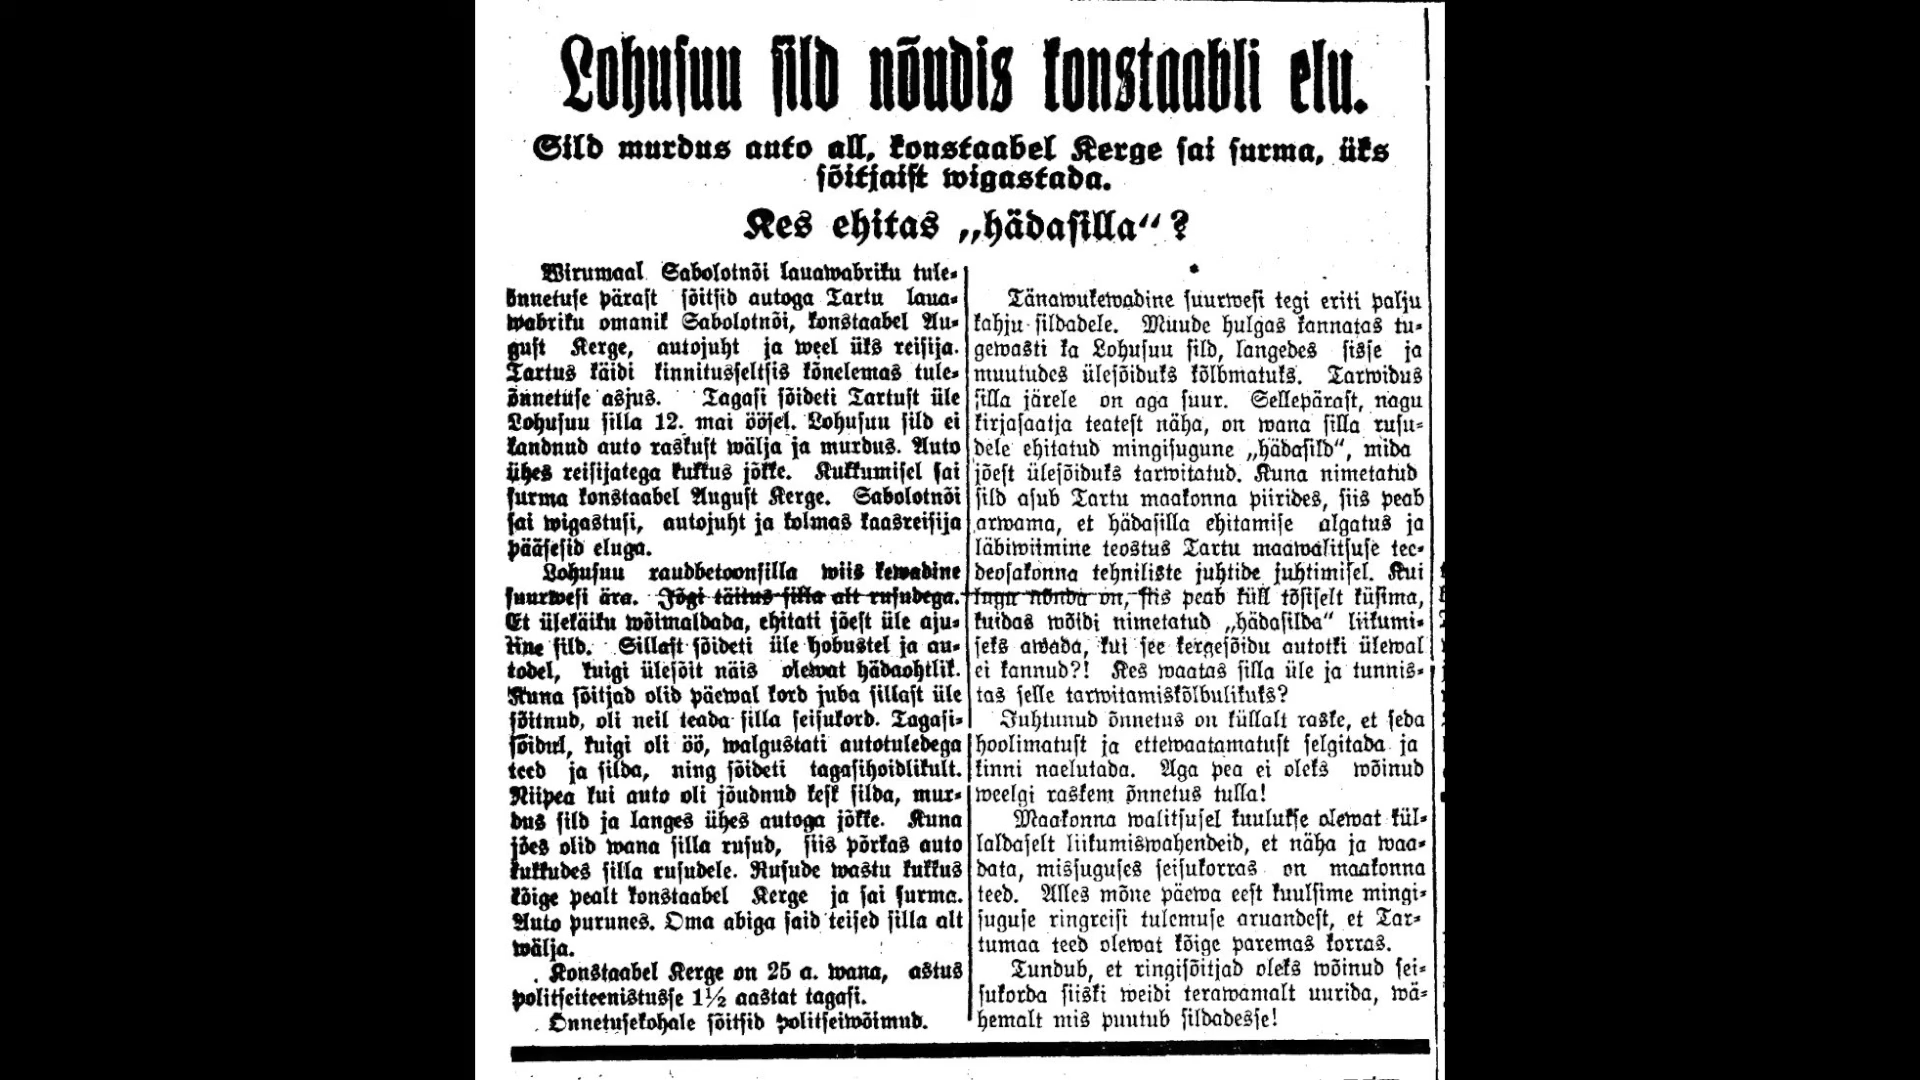 Lohusuu sild nõudis konstaabli elu.
Sild murdus auto all, konstaabel Kerge sai surma, üks
sõitjaist wigastada.
Kes ehitas „hädasilla“?
Wirumaal Sabolotnõi lauawabriku tule-
õnnetuse pärast sõitsid autoga Tartu laua-
wabriku omanik Sabolotnõi, konstaabel Au-
gust Kerge, autojuht ja weel üks reisija.
Tartus käidi kinnitusseltsis kõnelemas tule-
õnnetuse asjus. Tagasi sõideti Tartust üle
Lohusuu silla 12. mai öösel. Lohusuu sild ei
kandnud auto raskust wälja ja murdus. Auto
ühes reisijatega kukkus jõkke. Kukkumisel sai
surma konstaabel August Kerge. Sabolotnõi
sai wigastusi, autojuht ja kolmas kaasreisija
pääsesid eluga.
Lohusuu raudbetoonsilla wiis kewadine
suurwesi ära. Jõgi täitus silla alt rusudega.
Et ülekäiku wõimaldada, ehitati jõest üle aju-
tine sild. Sillast sõideti üle hobustel ja au-
todel, kuigi ülesõit näis olewat hädaohtlik.
Kuna sõitjad olid päewal kord juba sillast üle
sõitnud, oli neil teada silla seisukord. Tagasi-
sõidul, kuigi oli öö, walgustati autotuledega
teed ja silda, ning sõideti tagasihoidlikult.
Niipea kui auto oli jõudnud kesk silda, mur-
dus sild ja langes ühes autoga jõkke. Kuna
jões olid wana silla rusud, siis põrkas auto
kukkudes silla rusudele. Rusude wastu kukkus
kõige pealt konstaabel Kerge ja sai surma.
Auto purunes. Oma abiga said teised silla alt
wälja.
Konstaabel Kerge on 25 a. wana, astus
politseiteenistusse 1½ aastat tagasi.
Õnnetusekohale sõitsid politseiwõimud.
Tänawukewadine suurwesi tegi eriti palju
kahju sildadele. Muude hulgas kannatas tu-
gewasti ka Lohusuu sild, langedes sisse ja
muutudes ülesõiduks kõlbmatuks. Tarwidus
silla järele on aga suur. Sellepärast, nagu
kirjasaatja teatest näha, on wana silla rusu-
dele ehitatud mingisugune „hädasild“, mida
jõest ülesõiduks tarwitatud. Kuna nimetatud
sild asub Tartu maakonna piirides, siis peab
arwama, et hädasilla ehitamise algatus ja
läbiwiimine teostus Tartu maawalitsuse tee-
deosakonna tehniliste juhtide juhtimisel. Kui
lugu nõnda on, siis peab küll tõsiselt küsima,
kuidas wõidi nimetatud „hädasilda“ liikumi-
seks awada, kui see kergesõidu autotki ülewal
ei kannud?! Kes waatas silla üle ja tunnis-
tas selle tarwitamiskõlbulikuks?
Juhtunud õnnetus on küllalt raske, et seda
hoolimatust ja ettewaatamatust selgitada ja
kinni naelutada. Aga pea ei oleks wõinud
weelgi raskem õnnetus tulla!
Maakonna walitsusel kuulukse olewat kül-
laldaselt liikumiswahendeid, et näha ja waa-
data, missuguses seisukorras on maakonna
teed. Alles mõne päewa eest kuulsime mingi-
suguse ringreisi tulemuse aruandest, et Tar-
tumaa teed olewat kõige paremas korras.
Tundub, et ringisõitjad oleks wõinud sei-
sukorda siiski weidi terawamalt uurida, wä-
hemalt mis puutub sildadesse!